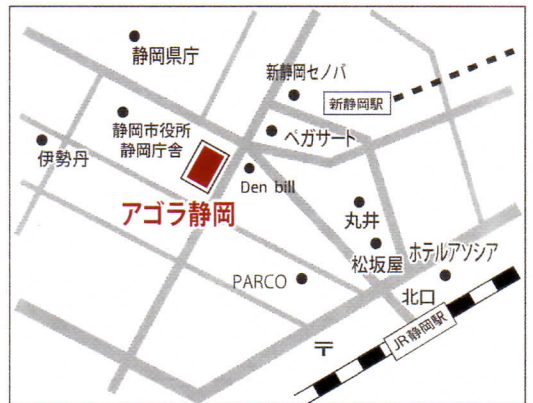 静岡県庁
新静岡セノバ
新静岡駅
静岡市役所
静岡庁舎
ペガサート
伊勢丹
Den bill
アゴラ静岡
丸井
松坂屋
ホテルアソシア
PARCO
北口
JR静岡駅
〒